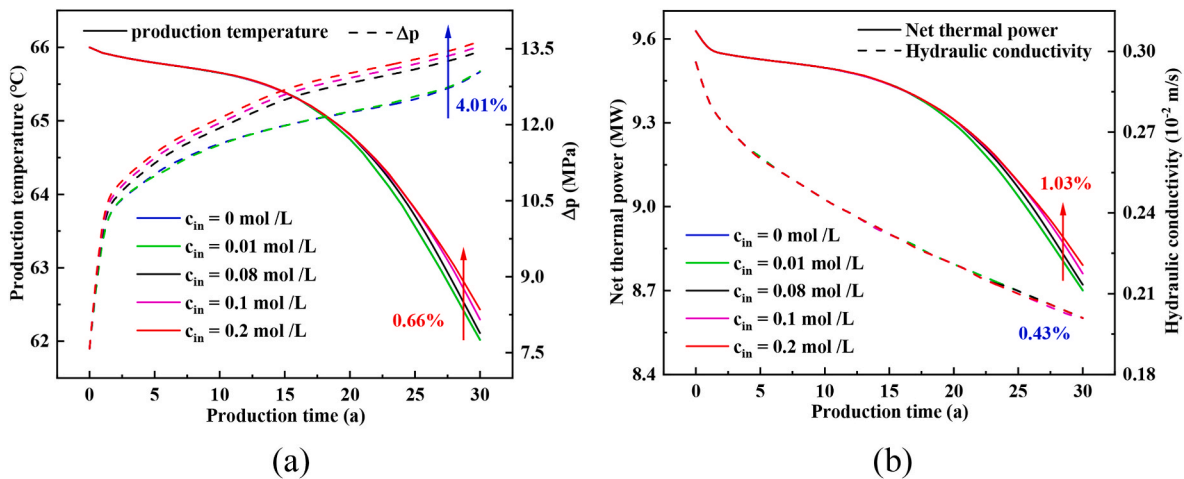 production temperature
Δp
66
65
64
63
62
Production temperature (°C)
13.5
12.0
10.5
9.0
7.5
Δp (MPa)
4.01%
c_in = 0 mol /L
c_in = 0.01 mol /L
c_in = 0.08 mol /L
c_in = 0.1 mol /L
c_in = 0.2 mol /L
0.66%
0 5 10 15 20 25 30
Production time (a)
(a)
Net thermal power
Hydraulic conductivity
9.6
9.3
9.0
8.7
8.4
Net thermal power (MW)
0.30
0.27
0.24
0.21
0.18
Hydraulic conductivity (10⁻² m/s)
1.03%
c_in = 0 mol /L
c_in = 0.01 mol /L
c_in = 0.08 mol /L
c_in = 0.1 mol /L
c_in = 0.2 mol /L
0.43%
0 5 10 15 20 25 30
Production time (a)
(b)